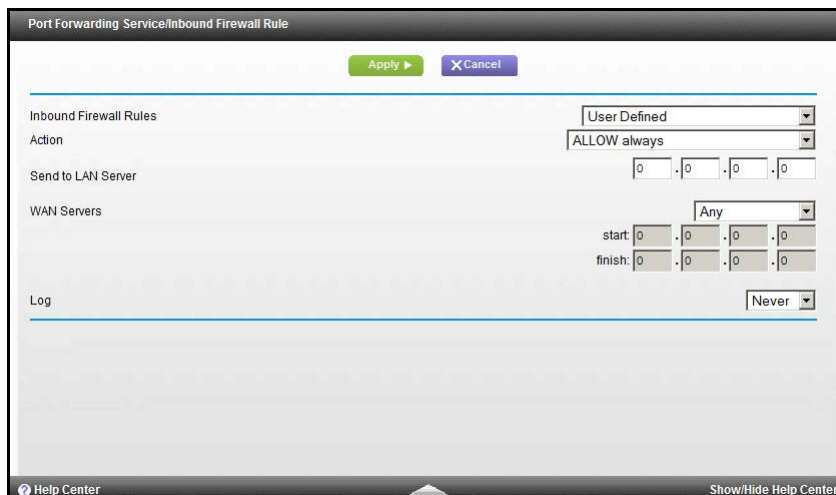 Port Forwarding Service/Inbound Firewall Rule
Apply ▶ X Cancel
Inbound Firewall Rules User Defined
Action ALLOW always
Send to LAN Server 0 . 0 . 0 . 0
WAN Servers Any
start: 0 . 0 . 0 . 0
finish: 0 . 0 . 0 . 0
Log Never
? Help Center Show/Hide Help Center